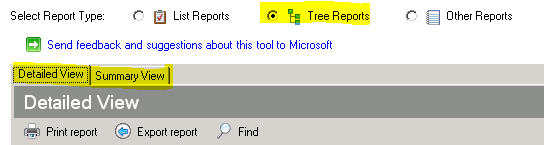 Select Report Type: List Reports Tree Reports Other Reports
Send feedback and suggestions about this tool to Microsoft
Detailed View Summary View
Detailed View
Print report Export report Find